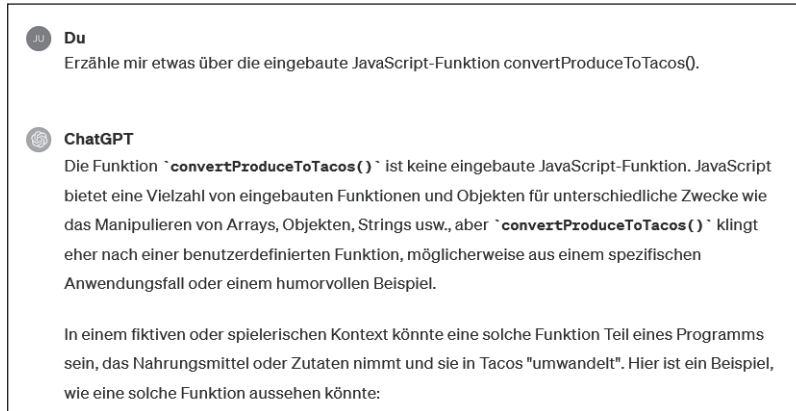 JU Du
Erzähle mir etwas über die eingebaute JavaScript-Funktion convertProduceToTacos().
ChatGPT
Die Funktion `convertProduceToTacos()` ist keine eingebaute JavaScript-Funktion. JavaScript
bietet eine Vielzahl von eingebauten Funktionen und Objekten für unterschiedliche Zwecke wie
das Manipulieren von Arrays, Objekten, Strings usw., aber `convertProduceToTacos()` klingt
eher nach einer benutzerdefinierten Funktion, möglicherweise aus einem spezifischen
Anwendungsfall oder einem humorvollen Beispiel.
In einem fiktiven oder spielerischen Kontext könnte eine solche Funktion Teil eines Programms
sein, das Nahrungsmittel oder Zutaten nimmt und sie in Tacos "umwandelt". Hier ist ein Beispiel,
wie eine solche Funktion aussehen könnte: